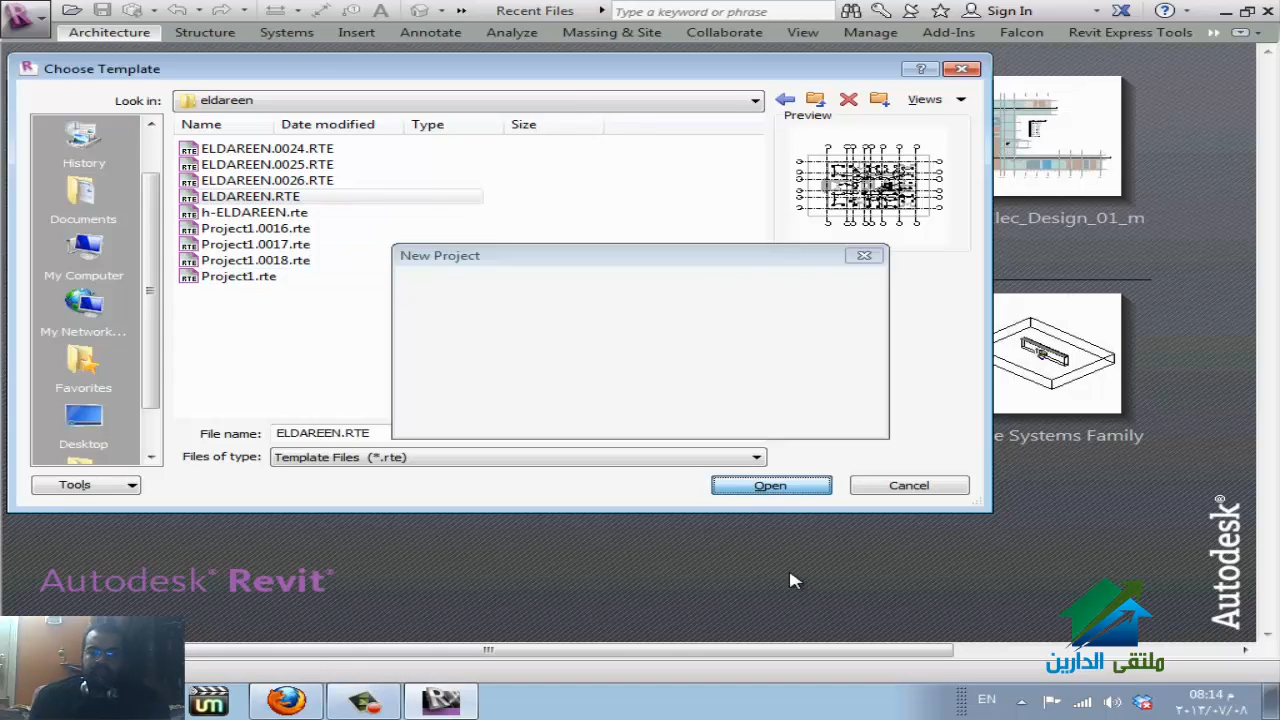 Recent Files
Type a keyword or phrase
Sign In
Architecture
Structure
Systems
Insert
Annotate
Analyze
Massing & Site
Collaborate
View
Manage
Add-Ins
Falcon
Revit Express Tools
Choose Template
Look in:
eldareen
Views
Name
Date modified
Type
Size
Preview
History
Documents
My Computer
My Network...
Favorites
Desktop
ELDAREEN.0024.RTE
ELDAREEN.0025.RTE
ELDAREEN.0026.RTE
ELDAREEN.RTE
h-ELDAREEN.rte
Project1.0016.rte
Project1.0017.rte
Project1.0018.rte
Project1.rte
New Project
File name:
ELDAREEN.RTE
Files of type:
Template Files (*.rte)
Tools
Open
Cancel
lec_Design_01_m
e Systems Family
Autodesk® Revit®
Autodesk®
ملتقى الدارين
um
EN
08:14 م
٢٠١٣/٠٧/٠٨